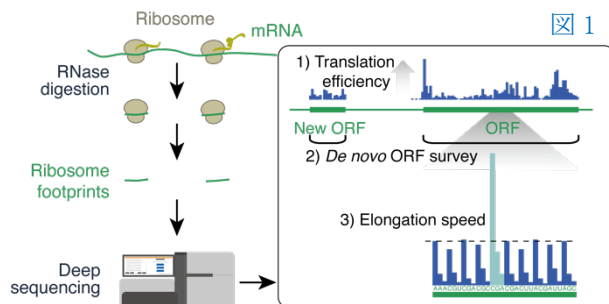 図 1
Ribosome
mRNA
RNase
digestion
Ribosome
footprints
Deep
sequencing
1) Translation
efficiency
New ORF
ORF
2) De novo ORF survey
3) Elongation speed